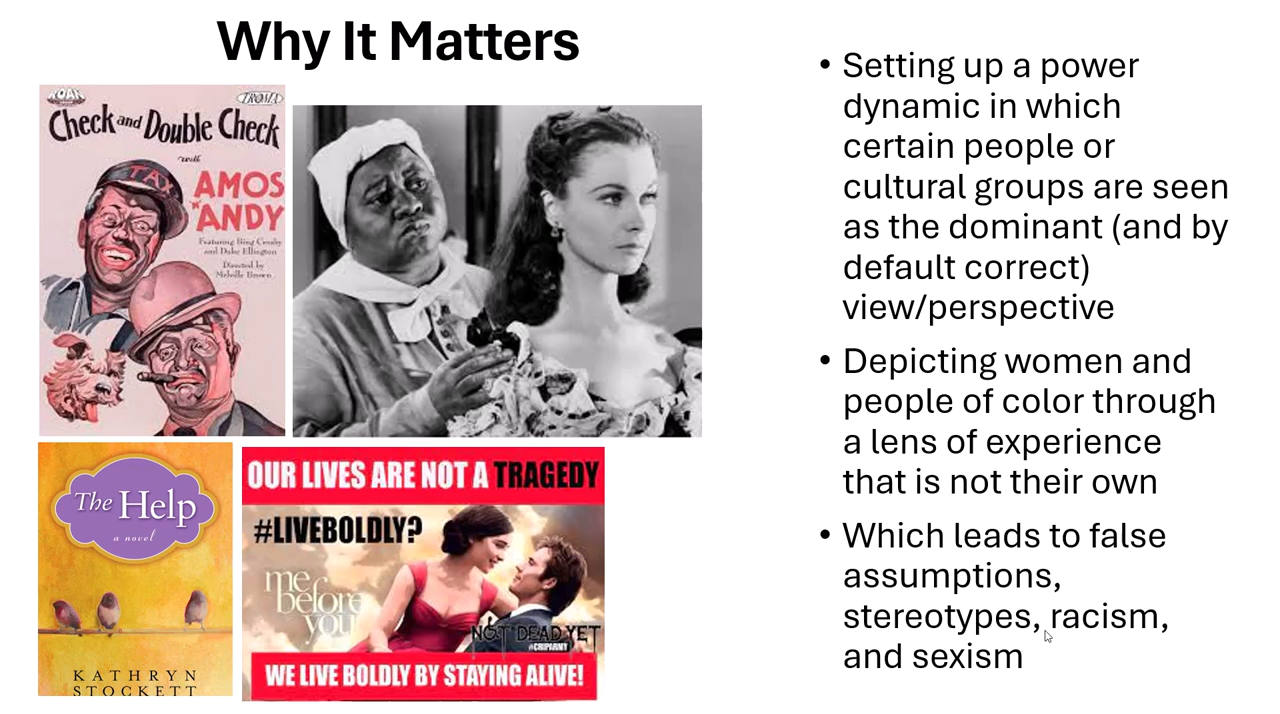 Why It Matters
ROAN
TROMA
Check and Double Check
with
TAXI
AMOS
'N' ANDY
Featuring Bing Crosby
and Duke Ellington
Directed by
Melville Brown
The Help
a novel
KATHRYN
STOCKETT
OUR LIVES ARE NOT A TRAGEDY
#LIVEBOLDLY?
me
before
you
NOT DEAD YET
#CRIPARMY
WE LIVE BOLDLY BY STAYING ALIVE!
• Setting up a power
dynamic in which
certain people or
cultural groups are seen
as the dominant (and by
default correct)
view/perspective
• Depicting women and
people of color through
a lens of experience
that is not their own
• Which leads to false
assumptions,
stereotypes, racism,
and sexism